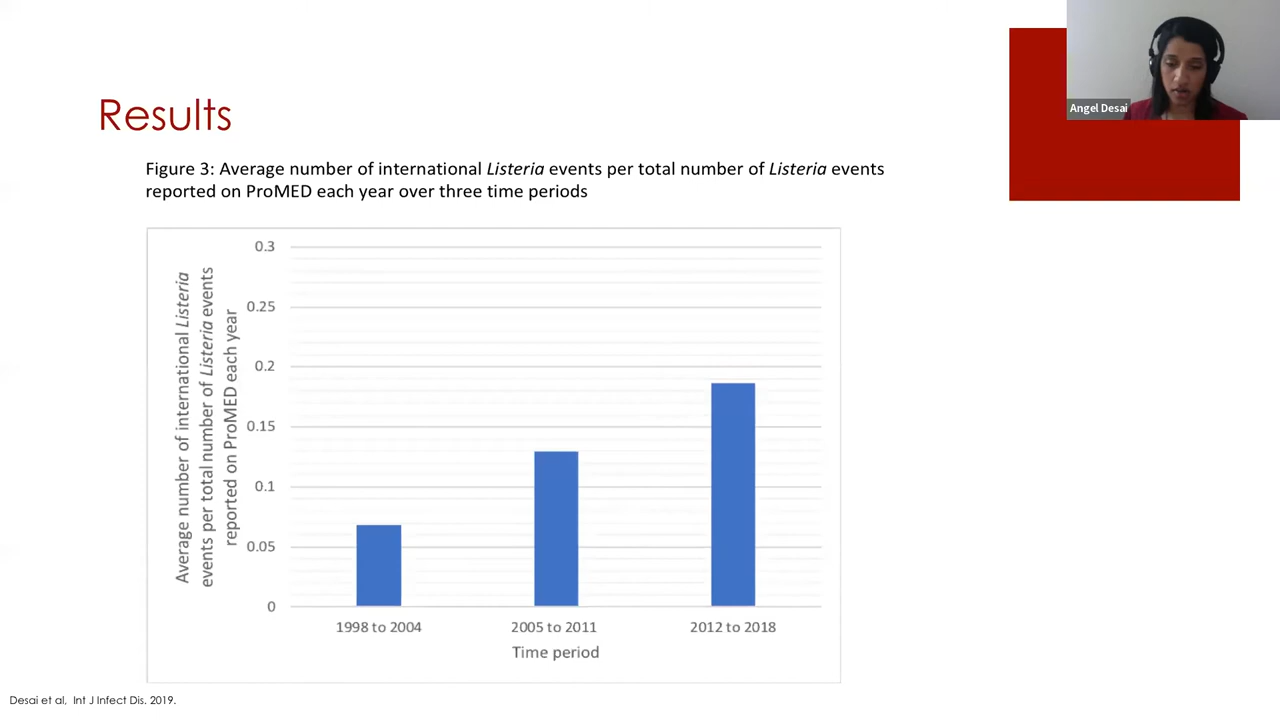 Angel Desai
Results
Figure 3: Average number of international Listeria events per total number of Listeria events
reported on ProMED each year over three time periods
Average number of international Listeria
events per total number of Listeria events
reported on ProMED each year
0.3
0.25
0.2
0.15
0.1
0.05
0
1998 to 2004
2005 to 2011
2012 to 2018
Time period
Desai et al, Int J Infect Dis. 2019.